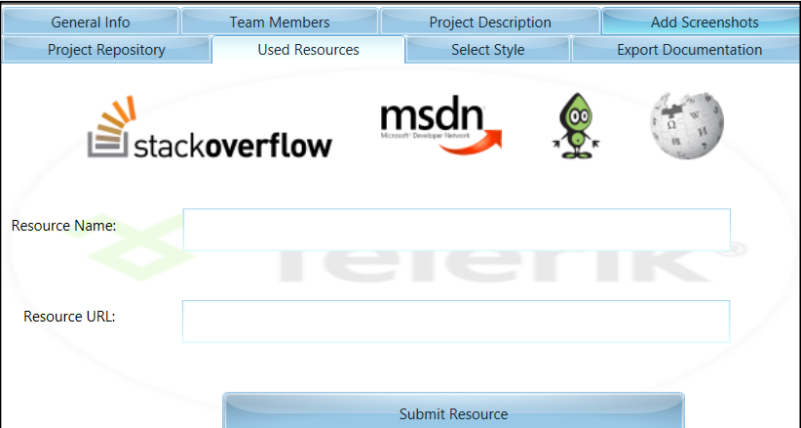 General Info
Team Members
Project Description
Add Screenshots
Project Repository
Used Resources
Select Style
Export Documentation
stackoverflow
msdn
Microsoft® Developer Network
Ω W И
Resource Name:
Telerik®
Resource URL:
Submit Resource